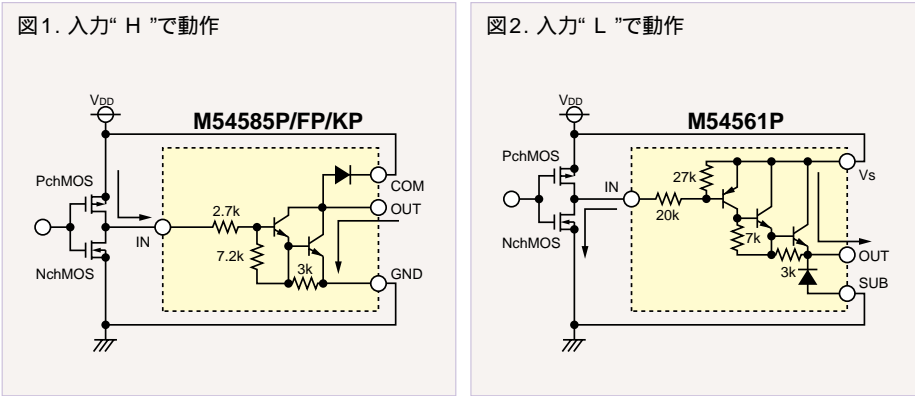 図1. 入力“ H ”で動作
VDD
M54585P/FP/KP
PchMOS
COM
OUT
2.7k
IN
7.2k
NchMOS
3k
GND
図2. 入力“ L ”で動作
VDD
M54561P
PchMOS
Vs
27k
IN
20k
7k
NchMOS
OUT
3k
SUB